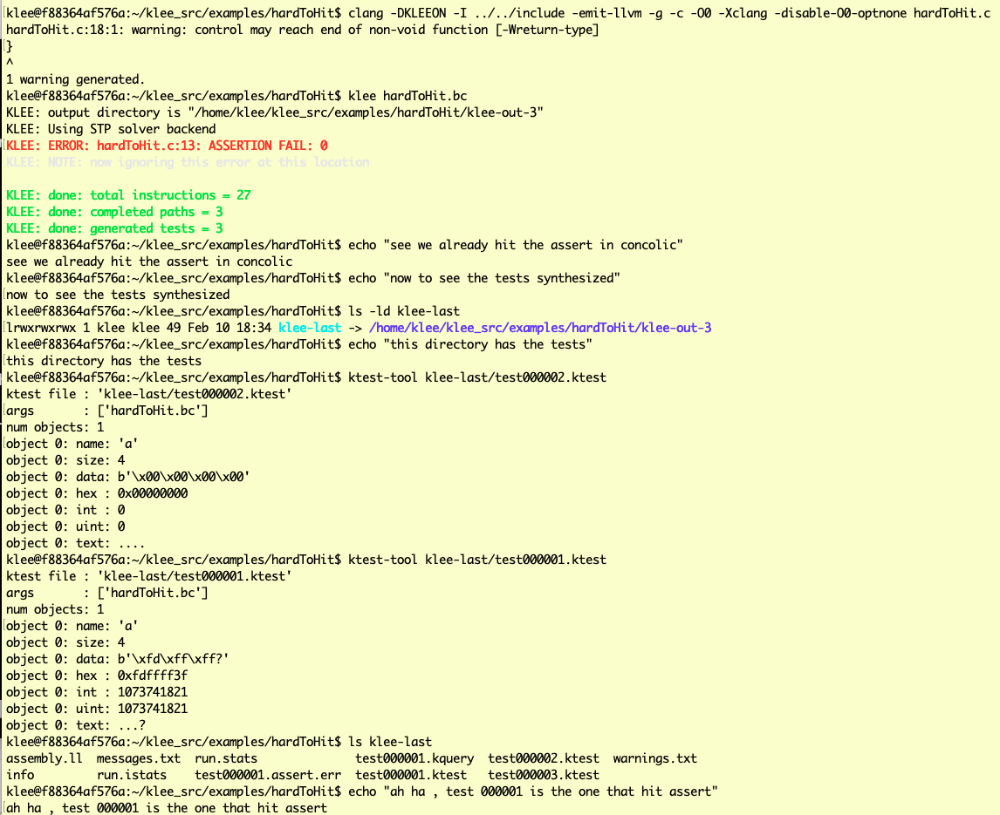 klee@f88364af576a:~/klee_src/examples/hardToHit$ clang -DKLEEON -I ../../include -emit-llvm -g -c -O0 -Xclang -disable-O0-optnone hardToHit.c
hardToHit.c:18:1: warning: control may reach end of non-void function [-Wreturn-type]
}
^
1 warning generated.
klee@f88364af576a:~/klee_src/examples/hardToHit$ klee hardToHit.bc
KLEE: output directory is "/home/klee/klee_src/examples/hardToHit/klee-out-3"
KLEE: Using STP solver backend
KLEE: ERROR: hardToHit.c:13: ASSERTION FAIL: 0
KLEE: NOTE: now ignoring this error at this location
KLEE: done: total instructions = 27
KLEE: done: completed paths = 3
KLEE: done: generated tests = 3
klee@f88364af576a:~/klee_src/examples/hardToHit$ echo "see we already hit the assert in concolic"
see we already hit the assert in concolic
klee@f88364af576a:~/klee_src/examples/hardToHit$ echo "now to see the tests synthesized"
now to see the tests synthesized
klee@f88364af576a:~/klee_src/examples/hardToHit$ ls -ld klee-last
lrwxrwxrwx 1 klee klee 49 Feb 10 18:34 klee-last -> /home/klee/klee_src/examples/hardToHit/klee-out-3
klee@f88364af576a:~/klee_src/examples/hardToHit$ echo "this directory has the tests"
this directory has the tests
klee@f88364af576a:~/klee_src/examples/hardToHit$ ktest-tool klee-last/test000002.ktest
ktest file : 'klee-last/test000002.ktest'
args       : ['hardToHit.bc']
num objects: 1
object 0: name: 'a'
object 0: size: 4
object 0: data: b'\x00\x00\x00\x00'
object 0: hex : 0x00000000
object 0: int : 0
object 0: uint: 0
object 0: text: ....
klee@f88364af576a:~/klee_src/examples/hardToHit$ ktest-tool klee-last/test000001.ktest
ktest file : 'klee-last/test000001.ktest'
args       : ['hardToHit.bc']
num objects: 1
object 0: name: 'a'
object 0: size: 4
object 0: data: b'\xfd\xff\xff?'
object 0: hex : 0xfdffff3f
object 0: int : 1073741821
object 0: uint: 1073741821
object 0: text: ...?
klee@f88364af576a:~/klee_src/examples/hardToHit$ ls klee-last
assembly.ll  messages.txt  run.stats              test000001.kquery  test000002.ktest  warnings.txt
info         run.istats    test000001.assert.err  test000001.ktest   test000003.ktest
klee@f88364af576a:~/klee_src/examples/hardToHit$ echo "ah ha , test 000001 is the one that hit assert"
ah ha , test 000001 is the one that hit assert